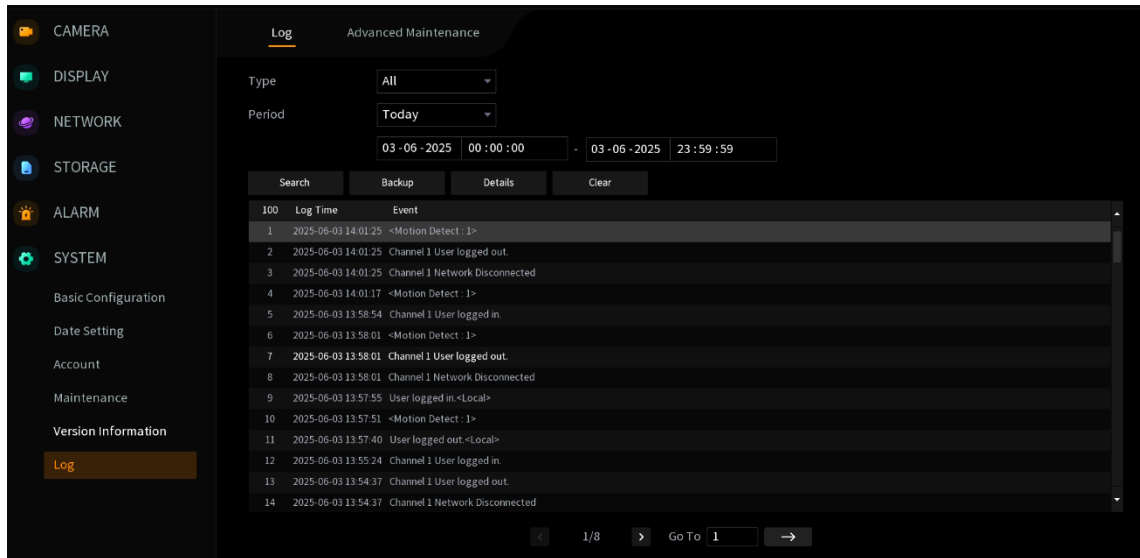 CAMERA
DISPLAY
NETWORK
STORAGE
ALARM
SYSTEM
Basic Configuration
Date Setting
Account
Maintenance
Version Information
Log
Log Advanced Maintenance
Type All
Period Today
03 - 06 - 2025 00 : 00 : 00 - 03 - 06 - 2025 23 : 59 : 59
Search Backup Details Clear
100 Log Time Event
1 2025-06-03 14:01:25 <Motion Detect : 1>
2 2025-06-03 14:01:25 Channel 1 User logged out.
3 2025-06-03 14:01:25 Channel 1 Network Disconnected
4 2025-06-03 14:01:17 <Motion Detect : 1>
5 2025-06-03 13:58:54 Channel 1 User logged in.
6 2025-06-03 13:58:01 <Motion Detect : 1>
7 2025-06-03 13:58:01 Channel 1 User logged out.
8 2025-06-03 13:58:01 Channel 1 Network Disconnected
9 2025-06-03 13:57:55 User logged in.<Local>
10 2025-06-03 13:57:51 <Motion Detect : 1>
11 2025-06-03 13:57:40 User logged out.<Local>
12 2025-06-03 13:55:24 Channel 1 User logged in.
13 2025-06-03 13:54:37 Channel 1 User logged out.
14 2025-06-03 13:54:37 Channel 1 Network Disconnected
< 1/8 > Go To 1 →